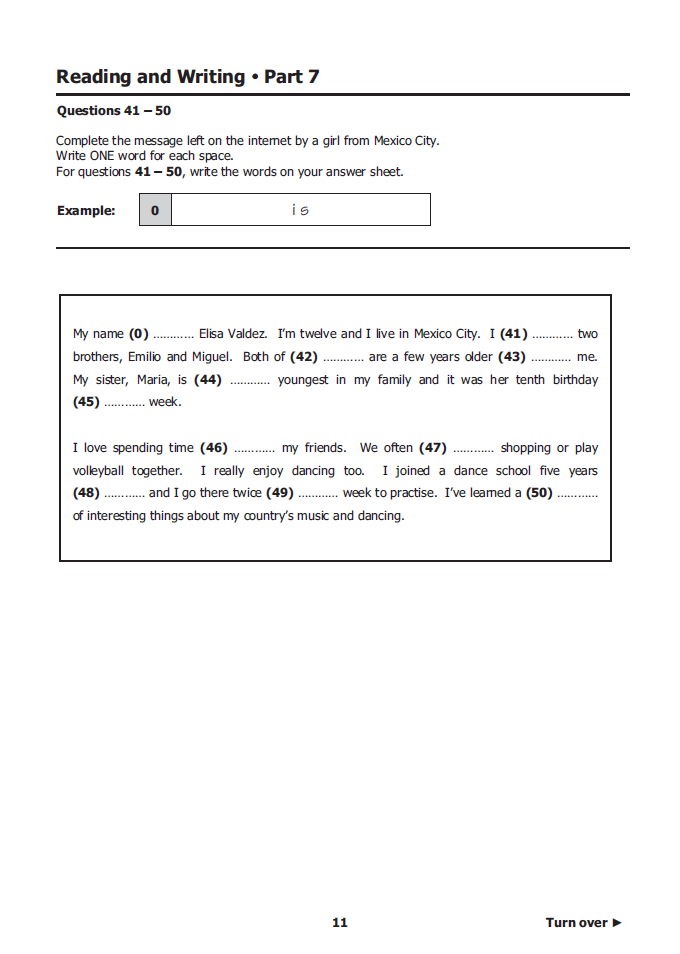 Reading and Writing • Part 7
Questions 41 – 50
Complete the message left on the internet by a girl from Mexico City.
Write ONE word for each space.
For questions 41 – 50, write the words on your answer sheet.
Example: 0 is
My name (0) ............ Elisa Valdez. I'm twelve and I live in Mexico City. I (41) ............ two
brothers, Emilio and Miguel. Both of (42) ............ are a few years older (43) ............ me.
My sister, Maria, is (44) ............ youngest in my family and it was her tenth birthday
(45) ............ week.
I love spending time (46) ............ my friends. We often (47) ............ shopping or play
volleyball together. I really enjoy dancing too. I joined a dance school five years
(48) ............ and I go there twice (49) ............ week to practise. I've learned a (50) ............
of interesting things about my country's music and dancing.
11
Turn over ►